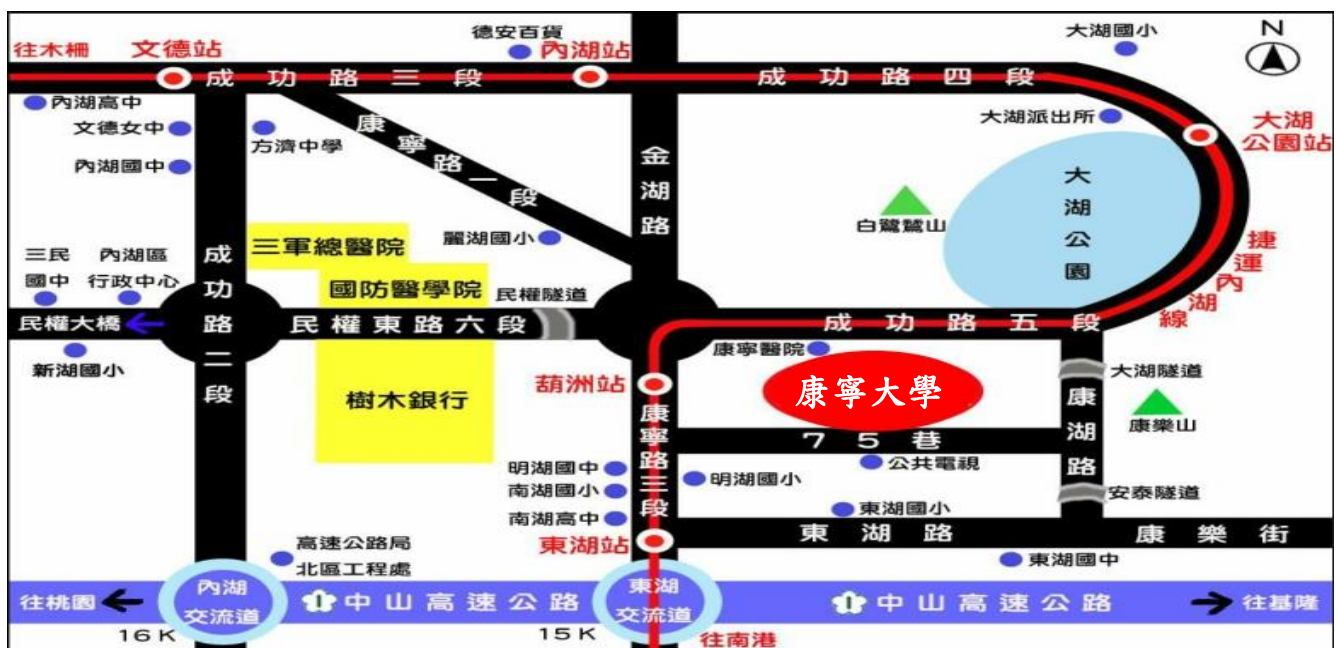 德安百貨
大湖國小
N
往木柵
文德站
內湖站
成功路三段
成功路四段
內湖高中
文德女中
方濟中學
內湖國中
康寧路一段
金湖路
大湖派出所
大湖
公園站
大湖公園
白鷺鷥山
三軍總醫院
麗湖國小
捷運內湖線
三民
國中
內湖區
行政中心
成功路二段
國防醫學院
民權隧道
民權大橋
民權東路六段
成功路五段
新湖國小
康寧醫院
大湖隧道
葫洲站
康寧大學
樹木銀行
康寧路三段
康湖路
康樂山
75巷
明湖國中
公共電視
明湖國小
南湖國小
安泰隧道
南湖高中
東湖國小
東湖站
東湖路
康樂街
高速公路局
北區工程處
東湖國中
往桃園
內湖
交流道
1
中山高速公路
東湖
交流道
1
中山高速公路
往基隆
16K
15K
往南港